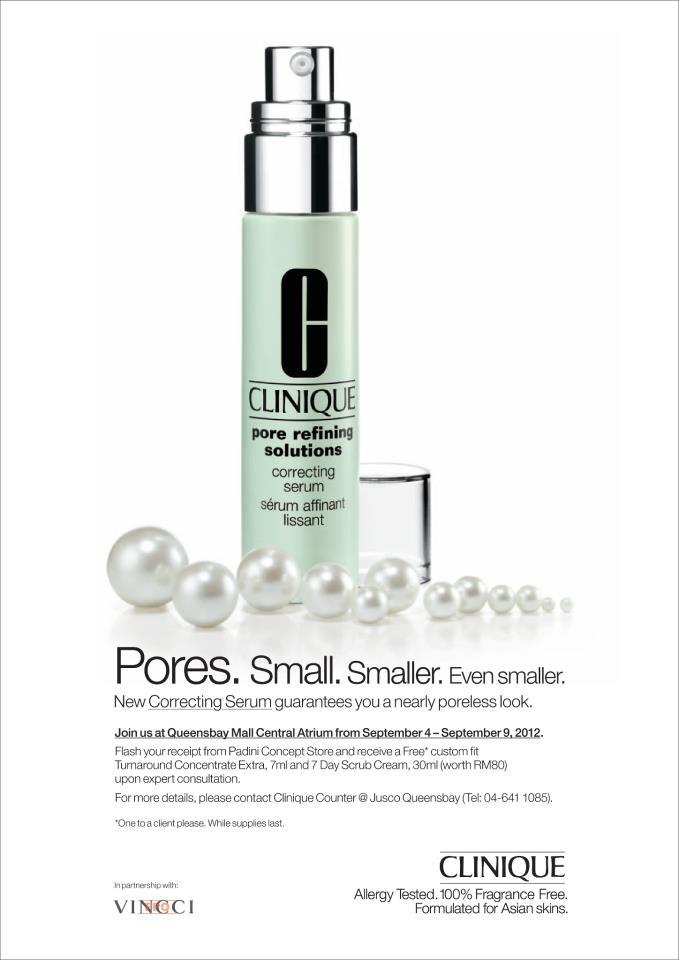 C
CLINIQUE
pore refining
solutions
correcting
serum
sérum affinant
lissant
Pores. Small. Smaller. Even smaller.
New Correcting Serum guarantees you a nearly poreless look.
Join us at Queensbay Mall Central Atrium from September 4 – September 9, 2012.
Flash your receipt from Padini Concept Store and receive a Free* custom fit
Turnaround Concentrate Extra, 7ml and 7 Day Scrub Cream, 30ml (worth RM80)
upon expert consultation.
For more details, please contact Clinique Counter @ Jusco Queensbay (Tel: 04-641 1085).
*One to a client please. While supplies last.
CLINIQUE
Allergy Tested. 100% Fragrance Free.
Formulated for Asian skins.
In partnership with:
VINCCI